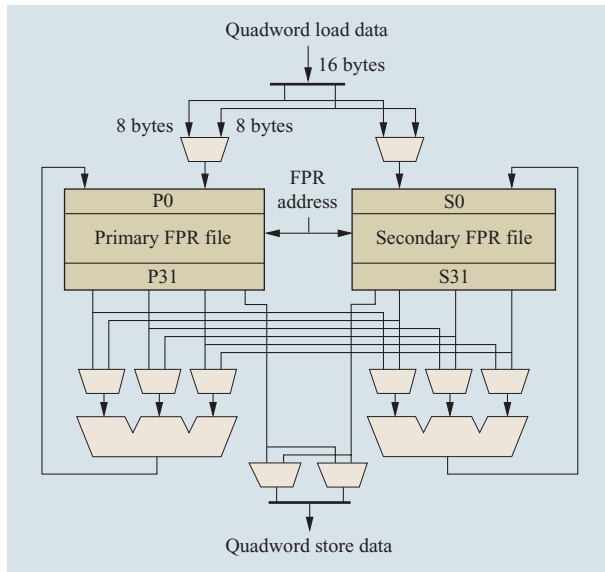 Quadword load data
16 bytes
8 bytes
8 bytes
P0
FPR
address
S0
Primary FPR file
Secondary FPR file
P31
S31
Quadword store data